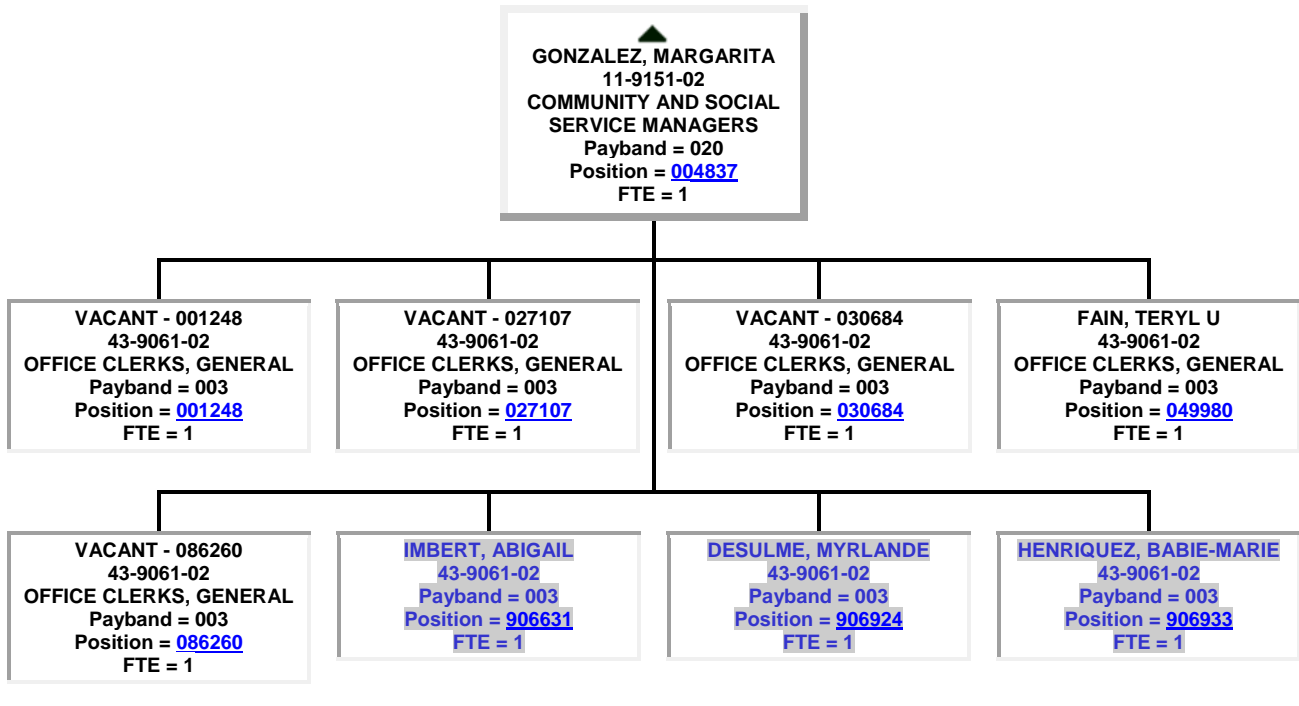 GONZALEZ, MARGARITA
11-9151-02
COMMUNITY AND SOCIAL
SERVICE MANAGERS
Payband = 020
Position = 004837
FTE = 1
VACANT - 001248
43-9061-02
OFFICE CLERKS, GENERAL
Payband = 003
Position = 001248
FTE = 1
VACANT - 027107
43-9061-02
OFFICE CLERKS, GENERAL
Payband = 003
Position = 027107
FTE = 1
VACANT - 030684
43-9061-02
OFFICE CLERKS, GENERAL
Payband = 003
Position = 030684
FTE = 1
FAIN, TERYL U
43-9061-02
OFFICE CLERKS, GENERAL
Payband = 003
Position = 049980
FTE = 1
VACANT - 086260
43-9061-02
OFFICE CLERKS, GENERAL
Payband = 003
Position = 086260
FTE = 1
IMBERT, ABIGAIL
43-9061-02
Payband = 003
Position = 906631
FTE = 1
DESULME, MYRLANDE
43-9061-02
Payband = 003
Position = 906924
FTE = 1
HENRIQUEZ, BABIE-MARIE
43-9061-02
Payband = 003
Position = 906933
FTE = 1